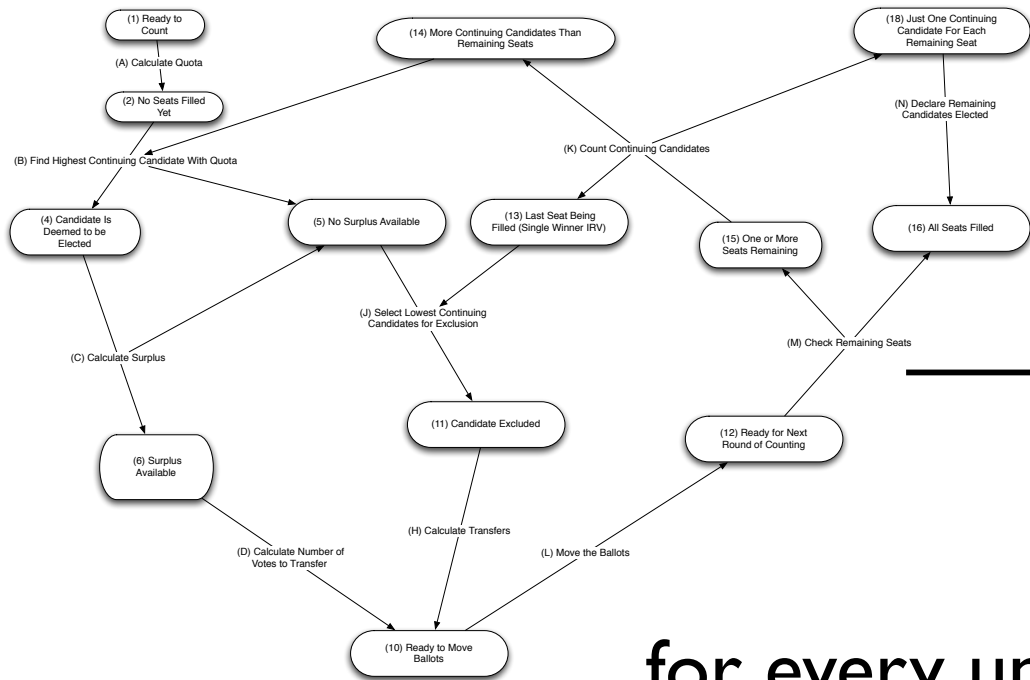 (1) Ready to
Count
(A) Calculate Quota
(2) No Seats Filled
Yet
(14) More Continuing Candidates Than
Remaining Seats
(18) Just One Continuing
Candidate For Each
Remaining Seat
(N) Declare Remaining
Candidates Elected
(B) Find Highest Continuing Candidate With Quota
(K) Count Continuing Candidates
(4) Candidate Is
Deemed to be
Elected
(5) No Surplus Available
(13) Last Seat Being
Filled (Single Winner IRV)
(15) One or More
Seats Remaining
(16) All Seats Filled
(J) Select Lowest Continuing
Candidates for Exclusion
(C) Calculate Surplus
(M) Check Remaining Seats
(11) Candidate Excluded
(12) Ready for Next
Round of Counting
(6) Surplus
Available
(H) Calculate Transfers
(D) Calculate Number of
Votes to Transfer
(L) Move the Ballots
(10) Ready to Move
Ballots
for every